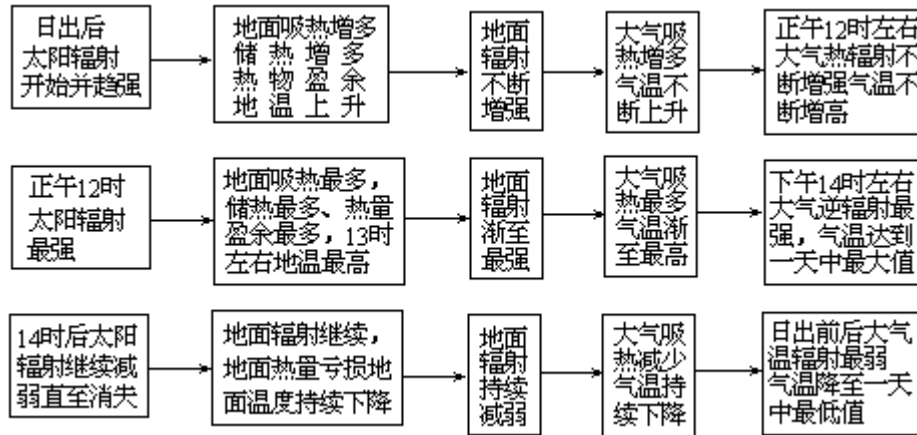 日出后
太阳辐射
开始并趋强
地面吸热增多
储热增多
热物盈余
地温上升
地面
辐射
不断
增强
大气吸
热增多
气温不
断上升
正午12时左右
大气热辐射不
断增强气温不
断增高
正午12时
太阳辐射
最强
地面吸热最多，
储热最多、热量
盈余最多，13时
左右地温最高
地面
辐射
渐至
最强
大气吸
热最多
气温渐
至最高
下午14时左右
大气逆辐射最
强，气温达到
一天中最大值
14时后太阳
辐射继续减
弱直至消失
地面辐射继续，
地面热量亏损地
面温度持续下降
地面
辐射
持续
减弱
大气吸
热减少
气温持
续下降
日出前后大气
温辐射最弱
气温降至一天
中最低值